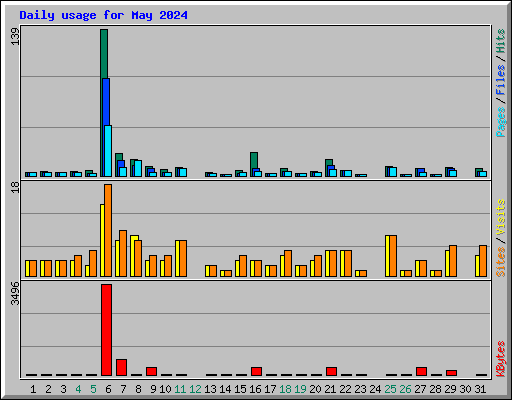 Daily usage for May 2024
139
Pages / Files / Hits
18
Sites / Visits
3496
KBytes
1 2 3 4 5 6 7 8 9 10 11 12 13 14 15 16 17 18 19 20 21 22 23 24 25 26 27 28 29 30 31